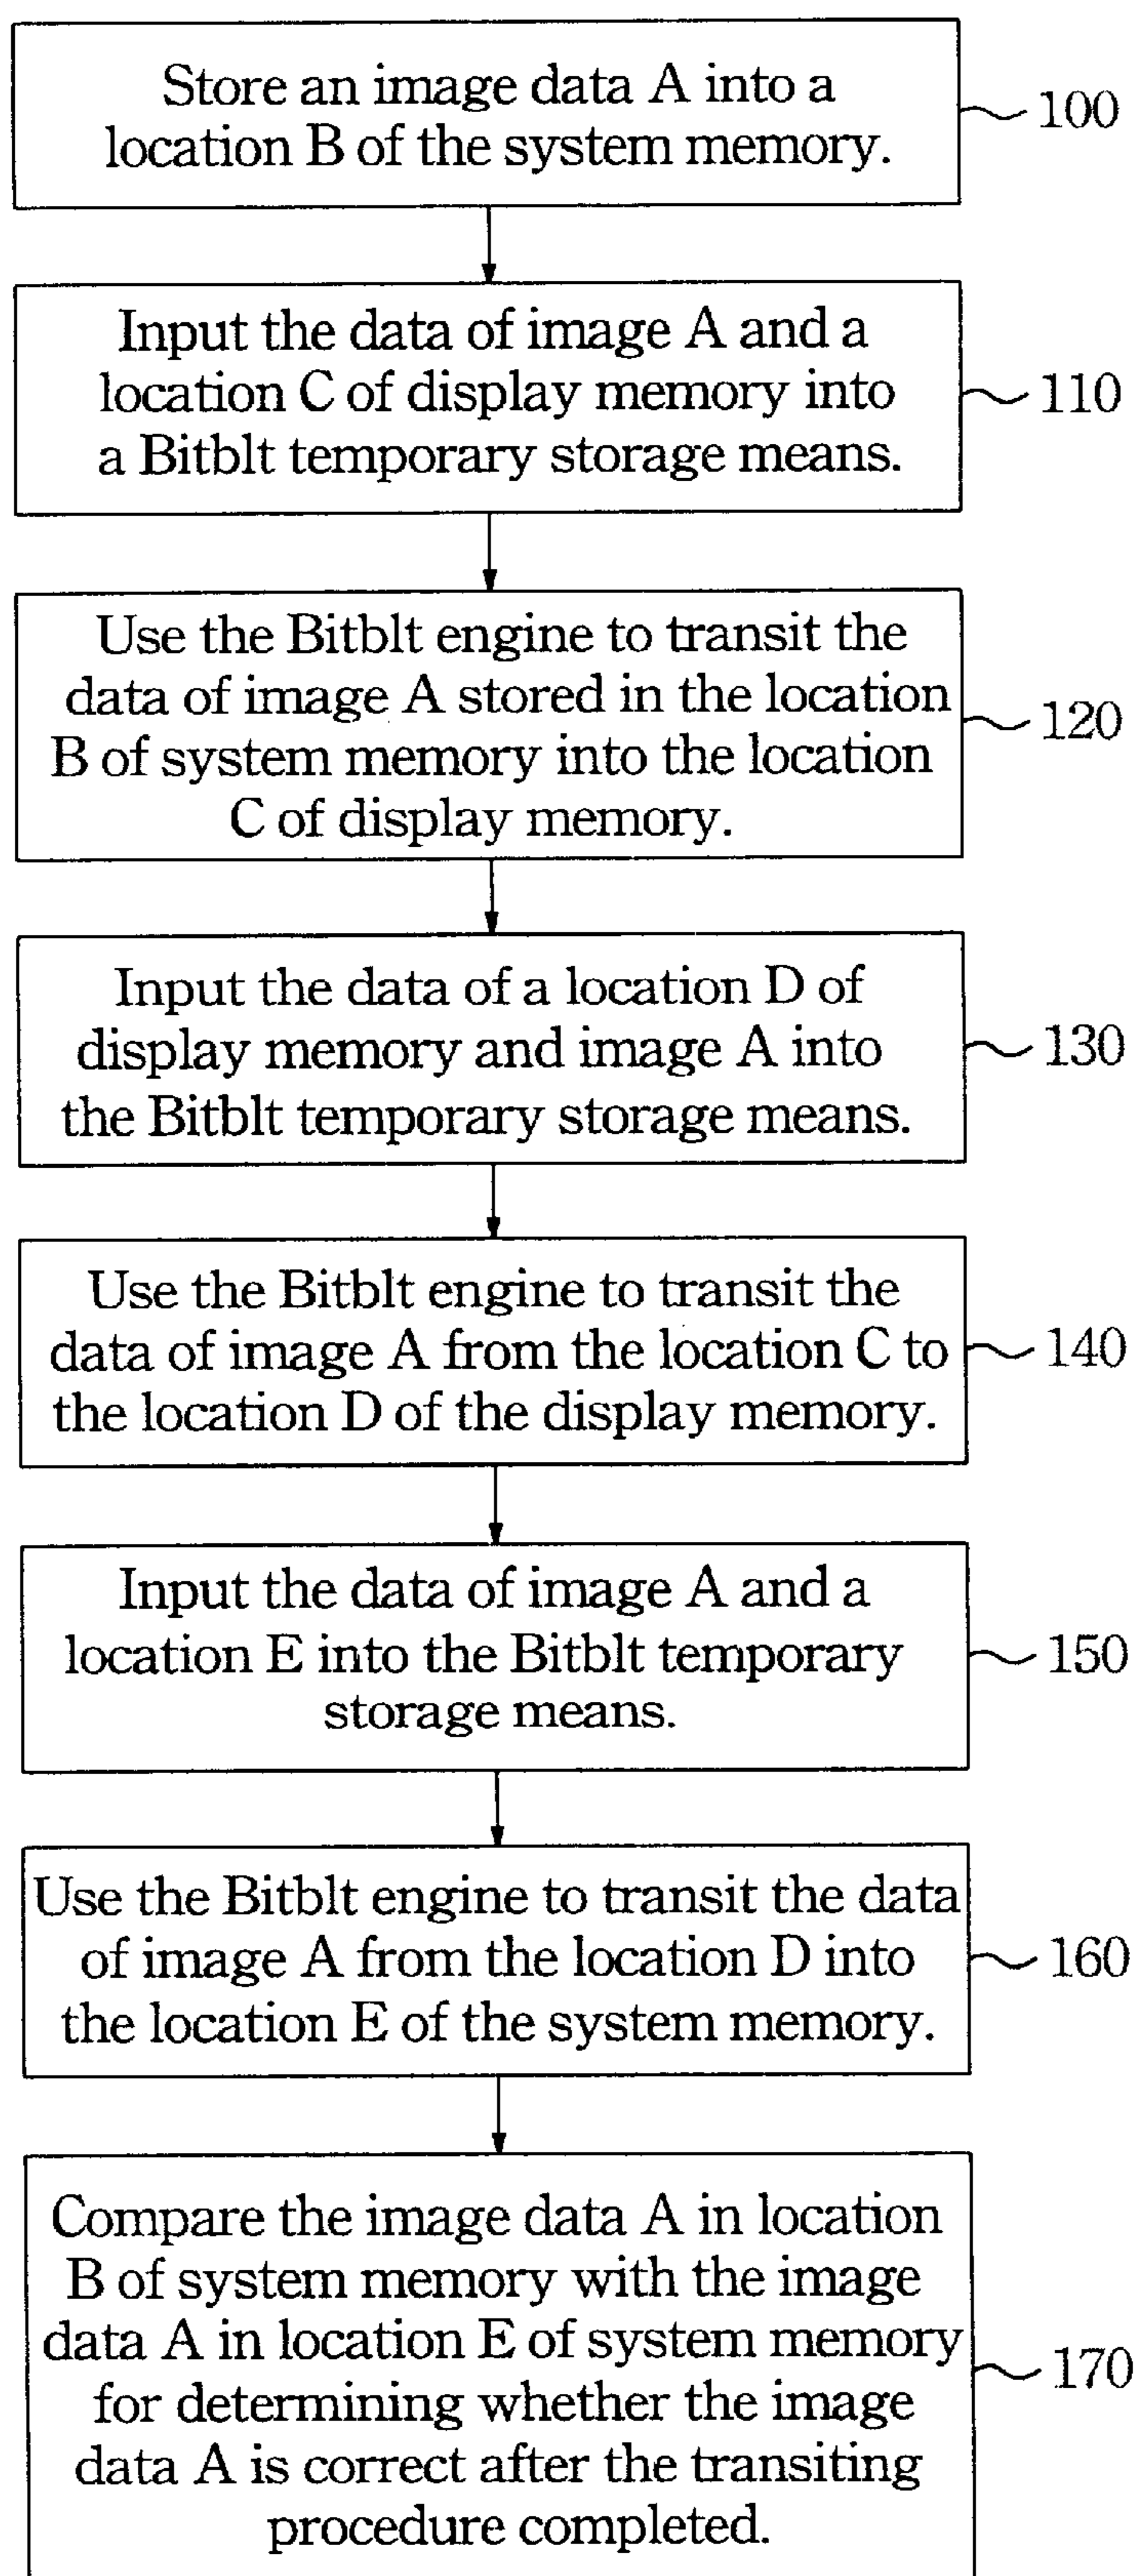 Store an image data A into a
location B of the system memory.
100
Input the data of image A and a
location C of display memory into
a Bitblt temporary storage means.
110
Use the Bitblt engine to transit the
data of image A stored in the location
B of system memory into the location
C of display memory.
120
Input the data of a location D of
display memory and image A into
the Bitblt temporary storage means.
130
Use the Bitblt engine to transit the
data of image A from the location C to
the location D of the display memory.
140
Input the data of image A and a
location E into the Bitblt temporary
storage means.
150
Use the Bitblt engine to transit the data
of image A from the location D into
the location E of the system memory.
160
Compare the image data A in location
B of system memory with the image
data A in location E of system memory
for determining whether the image
data A is correct after the transiting
procedure completed.
170